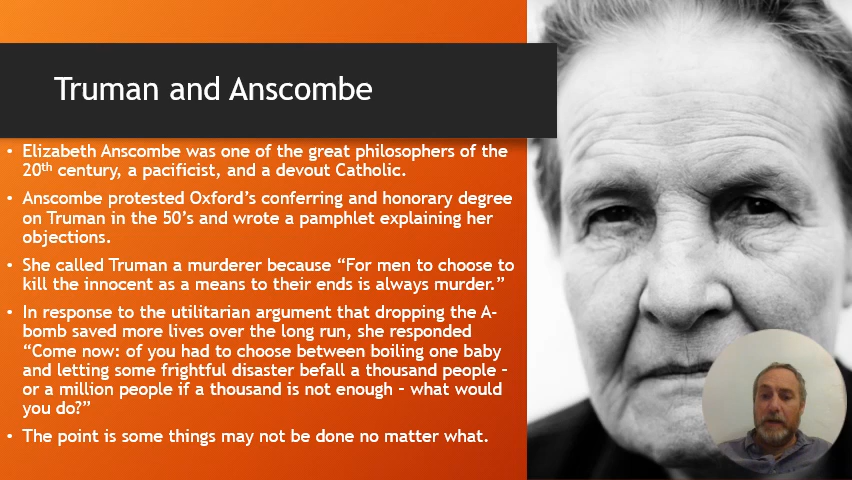 Truman and Anscombe
• Elizabeth Anscombe was one of the great philosophers of the
20th century, a pacificist, and a devout Catholic.
• Anscombe protested Oxford’s conferring and honorary degree
on Truman in the 50’s and wrote a pamphlet explaining her
objections.
• She called Truman a murderer because “For men to choose to
kill the innocent as a means to their ends is always murder.”
• In response to the utilitarian argument that dropping the A-
bomb saved more lives over the long run, she responded
“Come now: of you had to choose between boiling one baby
and letting some frightful disaster befall a thousand people –
or a million people if a thousand is not enough – what would
you do?”
• The point is some things may not be done no matter what.